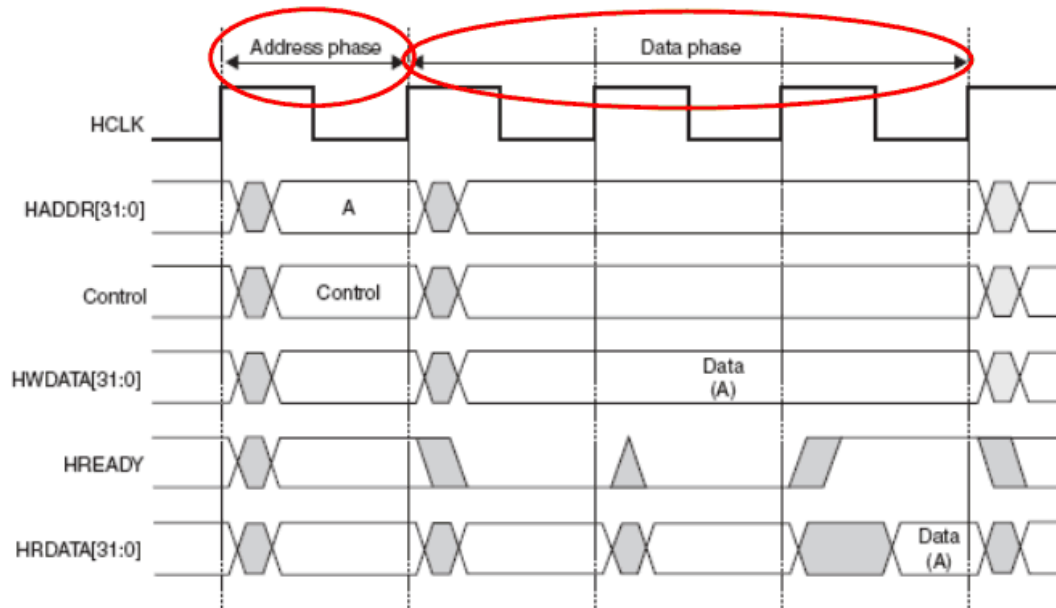 Address phase
Data phase
HCLK
HADDR[31:0]
A
Control
Control
HWDATA[31:0]
Data
(A)
HREADY
HRDATA[31:0]
Data
(A)